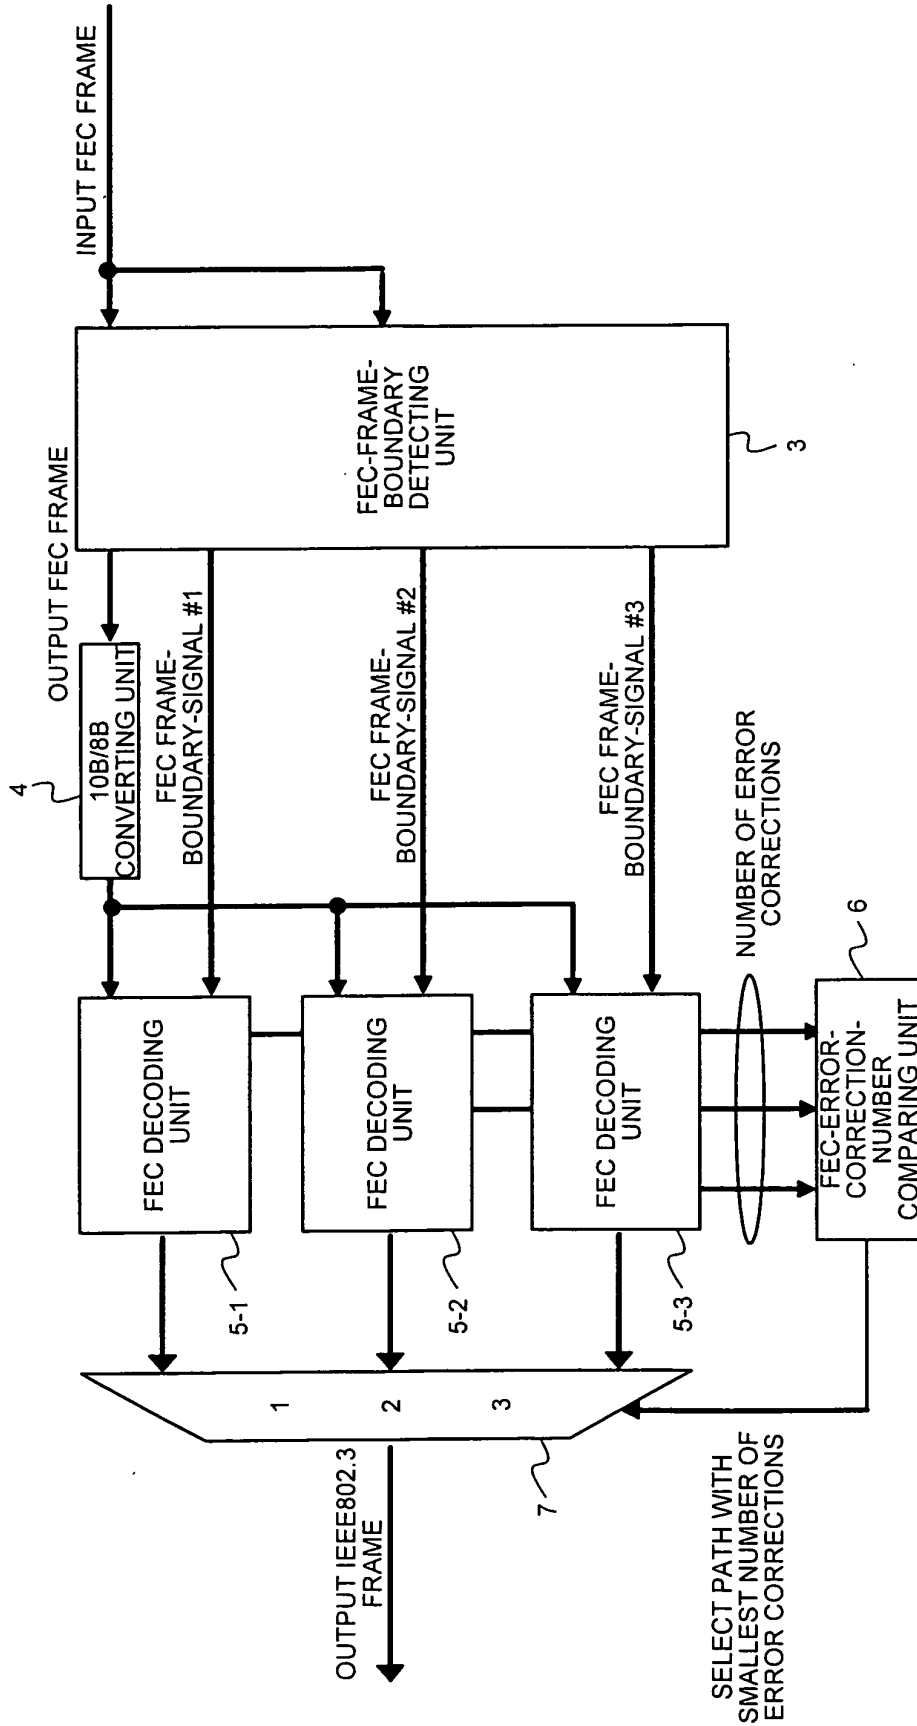 INPUT FEC FRAME
FEC-FRAME-
BOUNDARY
DETECTING
UNIT
3
OUTPUT FEC FRAME
4
10B/8B
CONVERTING UNIT
FEC FRAME-
BOUNDARY-SIGNAL #1
FEC FRAME-
BOUNDARY-SIGNAL #2
FEC FRAME-
BOUNDARY-SIGNAL #3
FEC DECODING
UNIT
5-1
FEC DECODING
UNIT
5-2
FEC DECODING
UNIT
5-3
NUMBER OF ERROR
CORRECTIONS
6
FEC-ERROR-
CORRECTION-
NUMBER
COMPARING UNIT
1
2
3
7
OUTPUT IEEE802.3
FRAME
SELECT PATH WITH
SMALLEST NUMBER OF
ERROR CORRECTIONS